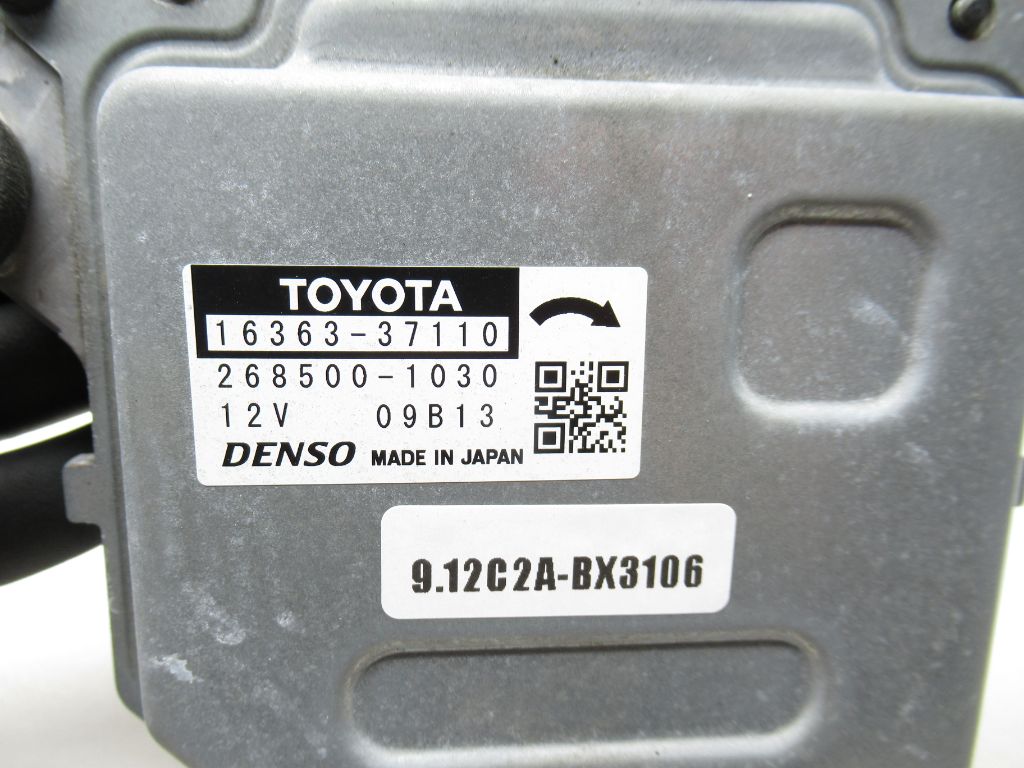 TOYOTA
16363-37110
268500-1030
12V 09B13
DENSO MADE IN JAPAN
9.12C2A-BX3106